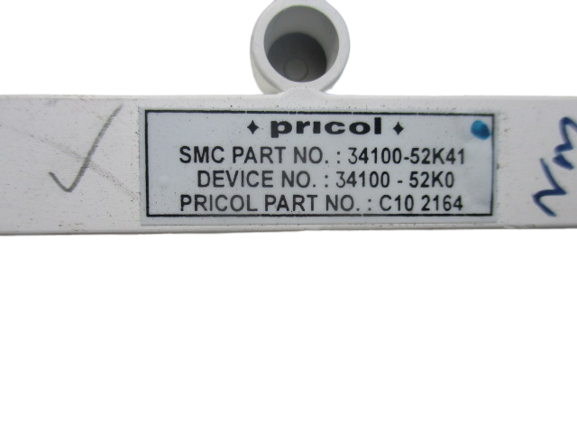 pricol
SMC PART NO. : 34100-52K41
DEVICE NO. : 34100 - 52K0
PRICOL PART NO. : C10 2164